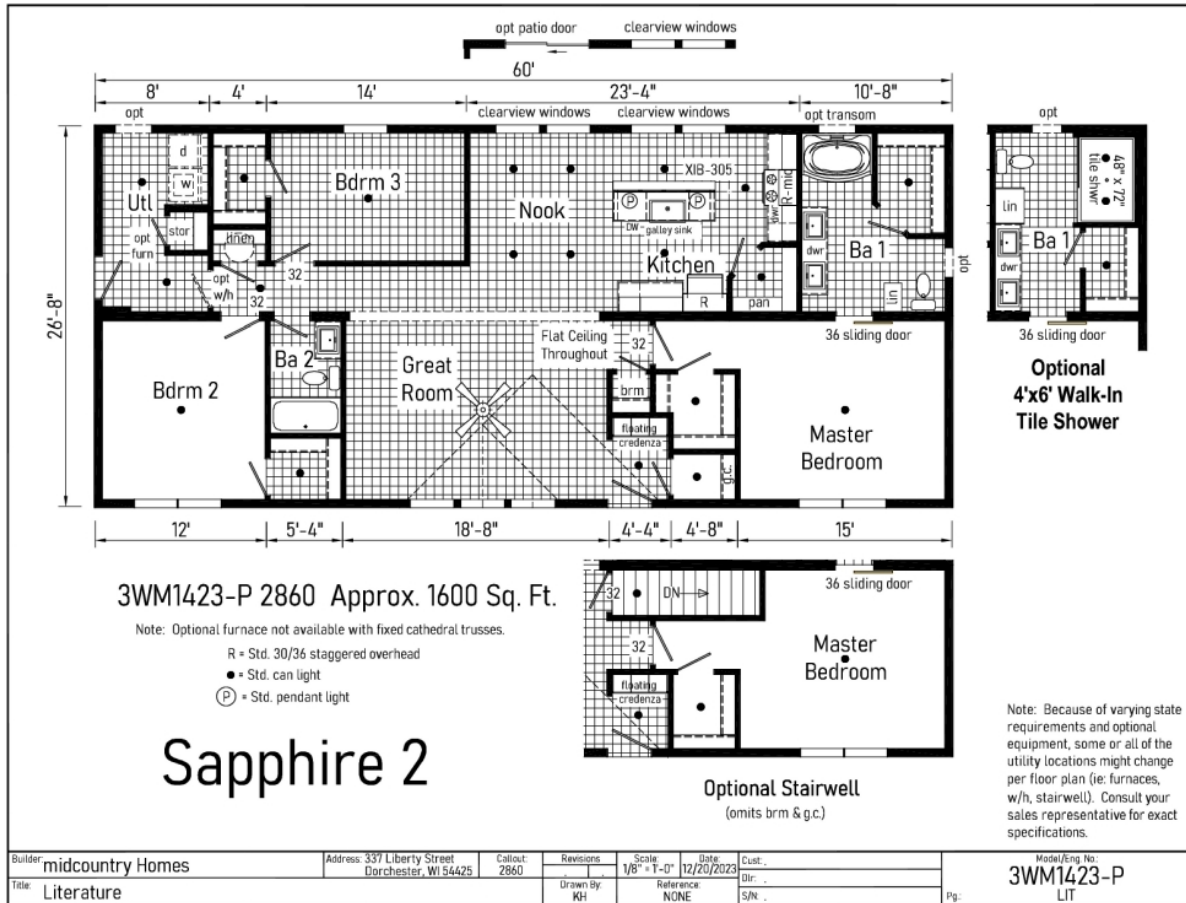 opt patio door
clearview windows
60'
8'
4'
14'
23'-4"
10'-8"
opt
clearview windows
clearview windows
opt transom
opt
d
w
Utl
stor
opt
furn
linen
opt
w/h
32
32
Bdrm 3
Nook
XIB-305
P
P
DW
galley sink
Kitchen
R
R-mic
dwr
pan
dwr
Ba 1
lin
opt
lin
dwr
Ba 1
48" x 72"
tile shwr
36 sliding door
36 sliding door
Optional
4'x6' Walk-In
Tile Shower
26'-8"
Bdrm 2
Ba 2
Great
Room
Flat Ceiling
Throughout
32
brm
floating
credenza
g.c.
Master
Bedroom
12'
5'-4"
18'-8"
4'-4"
4'-8"
15'
3WM1423-P 2860 Approx. 1600 Sq. Ft.
Note: Optional furnace not available with fixed cathedral trusses.
R = Std. 30/36 staggered overhead
● = Std. can light
P = Std. pendant light
Sapphire 2
32
DN
36 sliding door
32
floating
credenza
Master
Bedroom
Optional Stairwell
(omits brm & g.c.)
Note: Because of varying state
requirements and optional
equipment, some or all of the
utility locations might change
per floor plan (ie: furnaces,
w/h, stairwell). Consult your
sales representative for exact
specifications.
Builder: midcountry Homes
Address: 337 Liberty Street
Dorchester, WI 54425
Callout:
2860
Revisions
Scale:
1/8" = 1'-0"
Date:
12/20/2023
Cust.: .
Dlr: .
S/N: .
Model/Eng. No.:
3WM1423-P
LIT
Pg.:
Title: Literature
Drawn By:
KH
Reference:
NONE